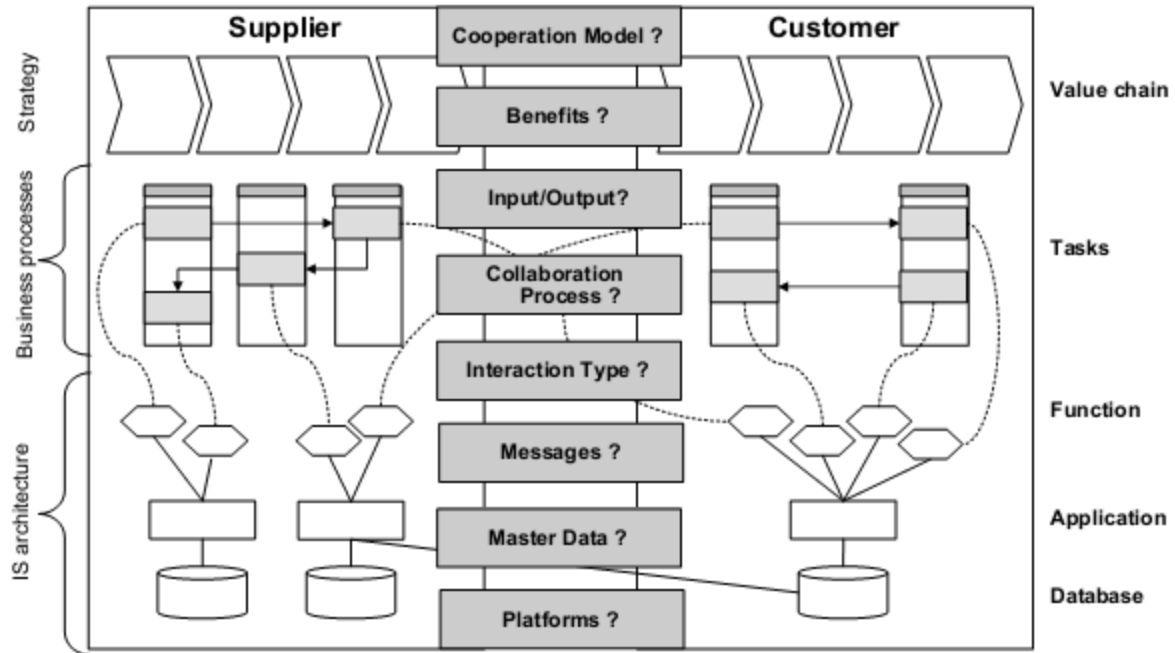 Supplier
Cooperation Model ?
Customer
Strategy
Benefits ?
Value chain
Business processes
Input/Output?
Collaboration
Process ?
Tasks
Interaction Type ?
IS architecture
Function
Messages ?
Application
Master Data ?
Database
Platforms ?